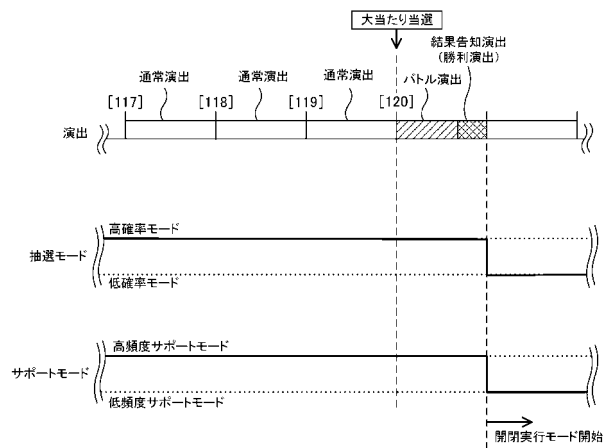 大当たり当選
結果告知演出
(勝利演出)
通常演出
通常演出
通常演出
バトル演出
[117]
[118]
[119]
[120]
演出
高確率モード
抽選モード
低確率モード
高頻度サポートモード
サポートモード
低頻度サポートモード
開閉実行モード開始